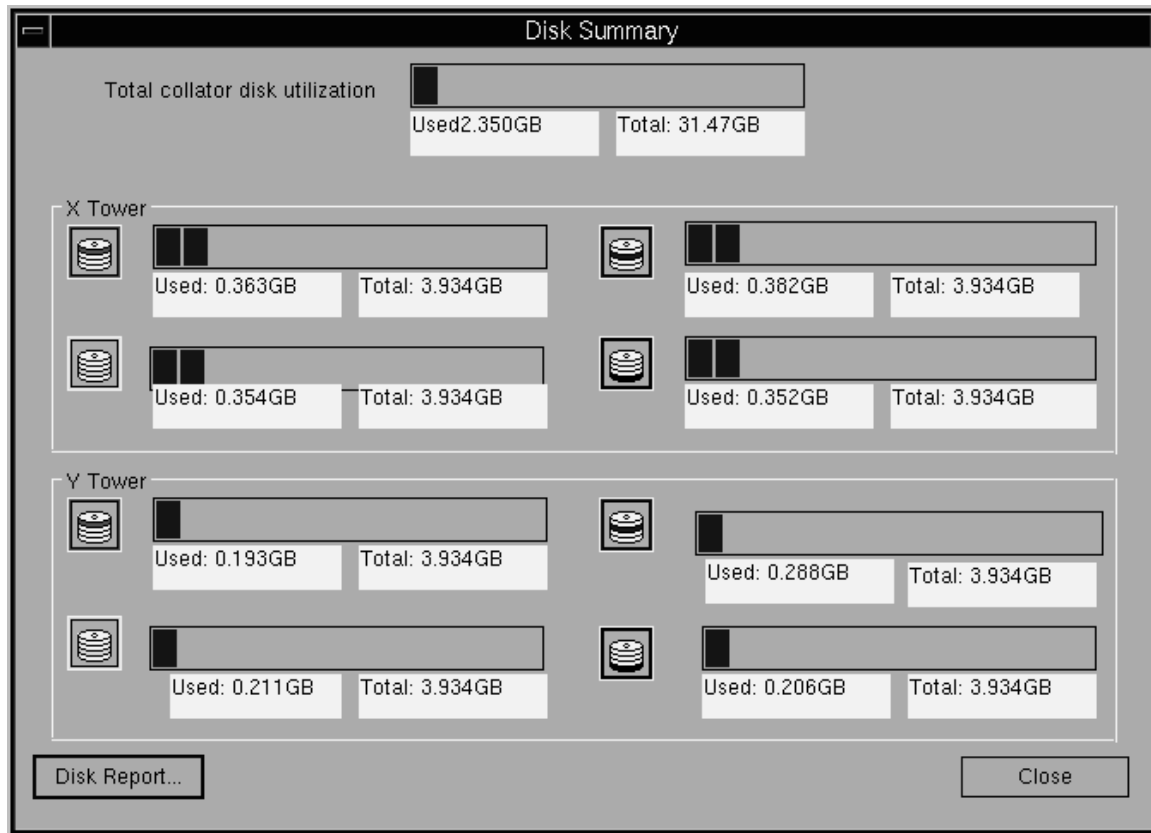 Disk Summary
Total collator disk utilization
Used2.350GB Total: 31.47GB
X Tower
Used: 0.363GB Total: 3.934GB Used: 0.382GB Total: 3.934GB
Used: 0.354GB Total: 3.934GB Used: 0.352GB Total: 3.934GB
Y Tower
Used: 0.193GB Total: 3.934GB Used: 0.288GB Total: 3.934GB
Used: 0.211GB Total: 3.934GB Used: 0.206GB Total: 3.934GB
Disk Report... Close